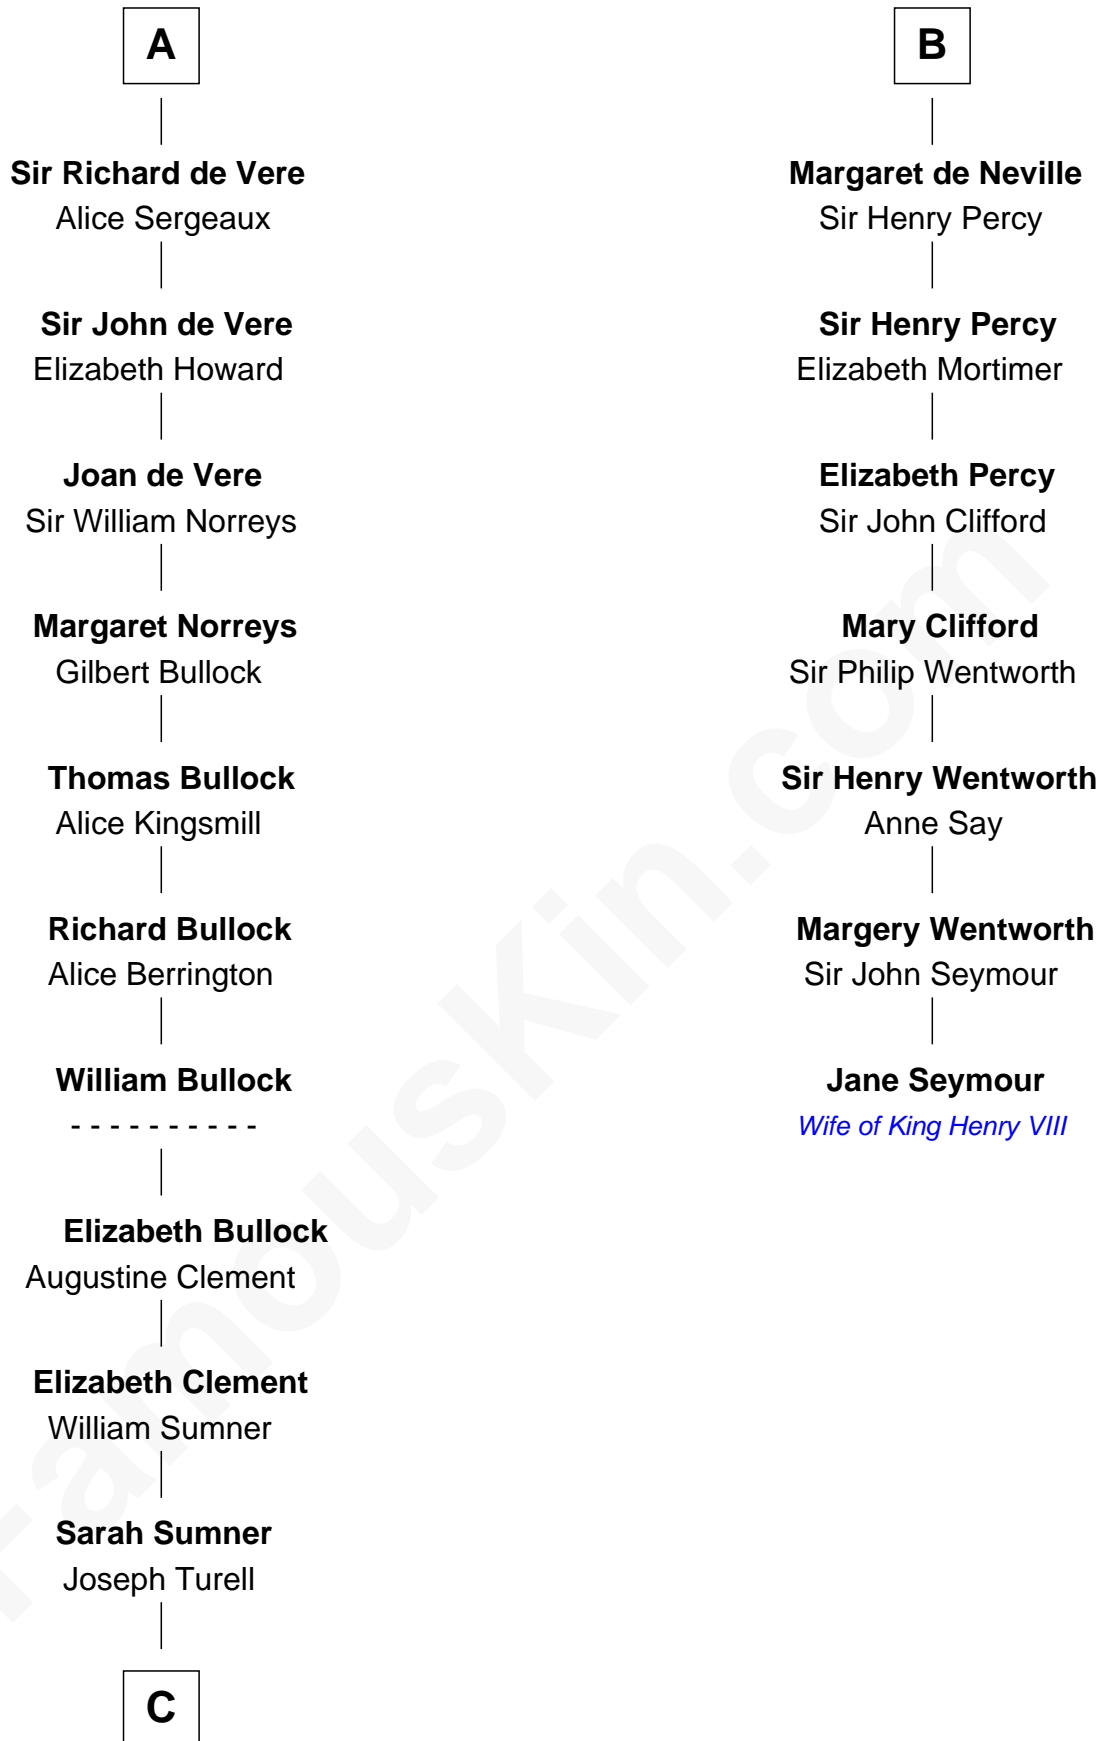 A
Sir Richard de Vere
Alice Sergeaux
Sir John de Vere
Elizabeth Howard
Joan de Vere
Sir William Norreys
Margaret Norreys
Gilbert Bullock
Thomas Bullock
Alice Kingsmill
Richard Bullock
Alice Berrington
William Bullock
- - - - - - - - - -
Elizabeth Bullock
Augustine Clement
Elizabeth Clement
William Sumner
Sarah Sumner
Joseph Turell
C
B
Margaret de Neville
Sir Henry Percy
Sir Henry Percy
Elizabeth Mortimer
Elizabeth Percy
Sir John Clifford
Mary Clifford
Sir Philip Wentworth
Sir Henry Wentworth
Anne Say
Margery Wentworth
Sir John Seymour
Jane Seymour
Wife of King Henry VIII
FamousKin.com